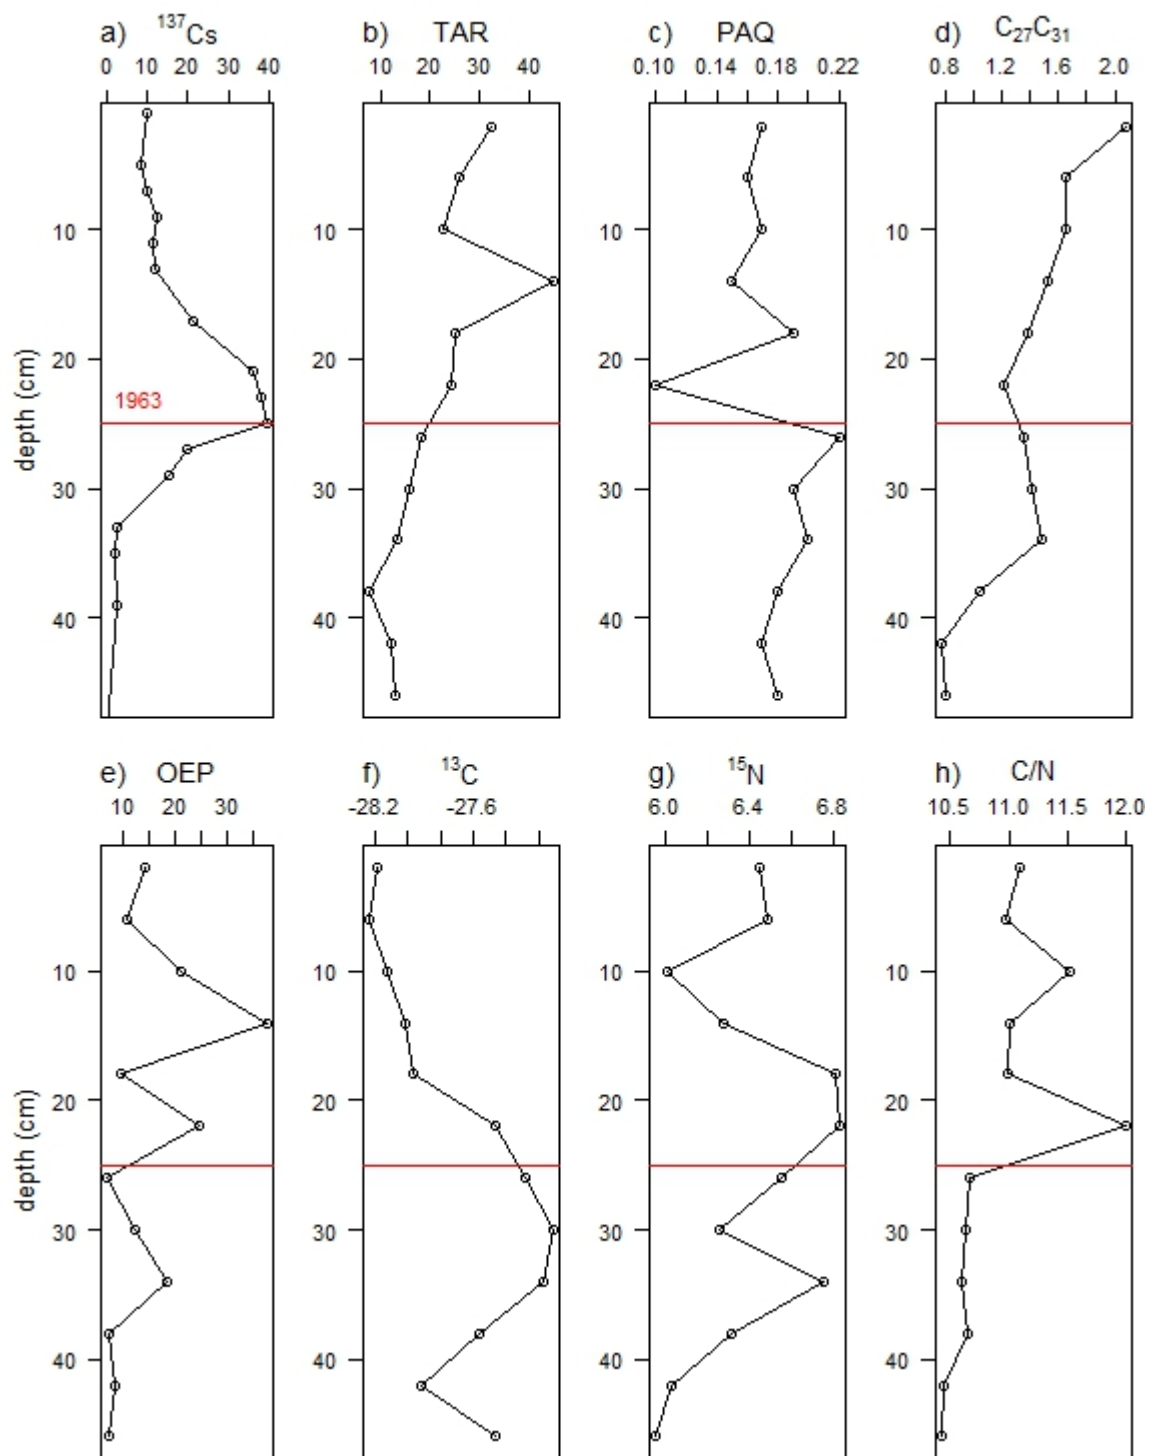 a) ¹³⁷Cs
0 10 20 30 40
b) TAR
10 20 30 40
c) PAQ
0.10 0.14 0.18 0.22
d) C₂₇C₃₁
0.8 1.2 1.6 2.0
depth (cm)
10
20
30
40
1963
10
20
30
40
10
20
30
40
10
20
30
40
e) OEP
10 20 30
f) ¹³C
-28.2 -27.6
g) ¹⁵N
6.0 6.4 6.8
h) C/N
10.5 11.0 11.5 12.0
depth (cm)
10
20
30
40
10
20
30
40
10
20
30
40
10
20
30
40